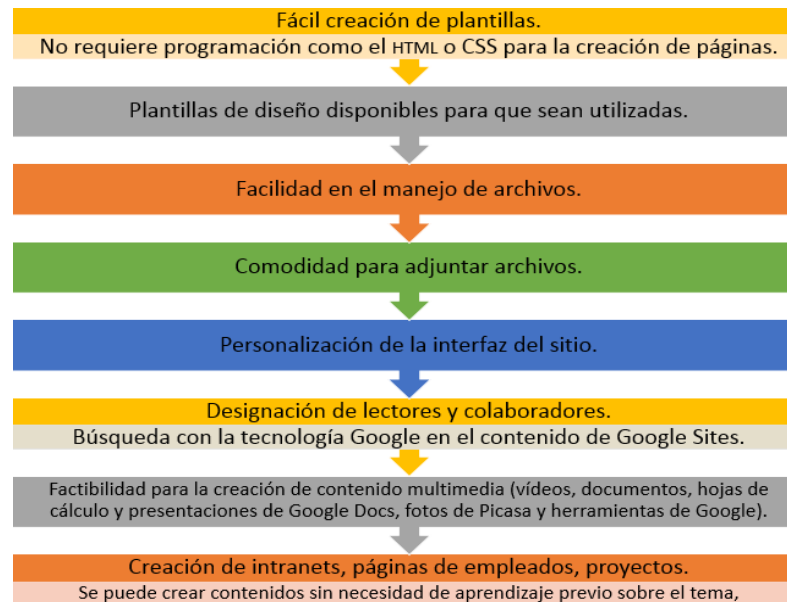 Fácil creación de plantillas.
No requiere programación como el HTML o CSS para la creación de páginas.
Plantillas de diseño disponibles para que sean utilizadas.
Facilidad en el manejo de archivos.
Comodidad para adjuntar archivos.
Personalización de la interfaz del sitio.
Designación de lectores y colaboradores.
Búsqueda con la tecnología Google en el contenido de Google Sites.
Factibilidad para la creación de contenido multimedia (vídeos, documentos, hojas de
cálculo y presentaciones de Google Docs, fotos de Picasa y herramientas de Google).
Creación de intranets, páginas de empleados, proyectos.
Se puede crear contenidos sin necesidad de aprendizaje previo sobre el tema,